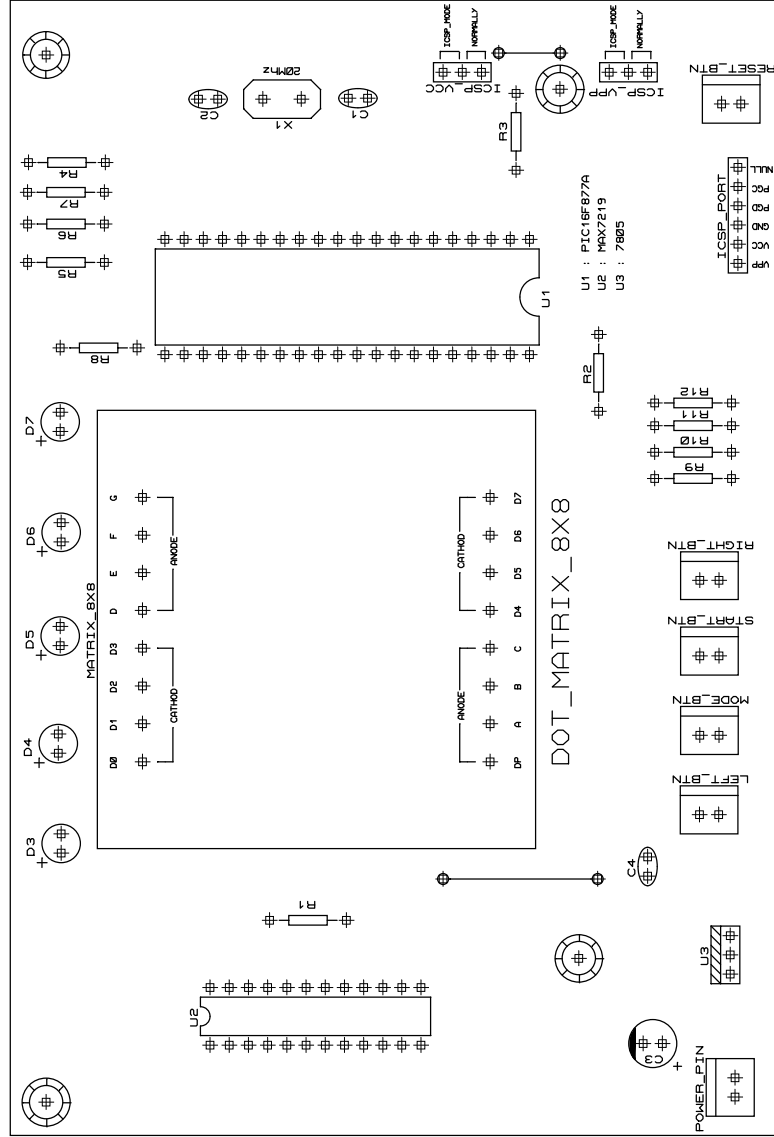 ICSP_MODE
NORMALLY
ICSP_MODE
NORMALLY
RESET_BTN
20Mhz
ICSP_VCC
ICSP_VPP
C2
X1
C1
R3
R4
R7
R6
R5
NULL
PGC
PGD
GND
VCC
VPP
ICSP_PORT
U1 : PIC16F877A
U2 : MAX7219
U3 : 7805
U1
R8
R2
R12
R11
R10
R9
D7
+
D6
+
D5
+
D4
+
D3
+
MATRIX_8X8
G
F
E
D
ANODE
D3
D2
D1
D0
CATHOD
D7
D6
D5
D4
CATHOD
C
B
A
DP
ANODE
DOT_MATRIX_8X8
RIGHT_BTN
START_BTN
MODE_BTN
LEFT_BTN
C4
R1
U3
U2
C3
+
POWER_PIN